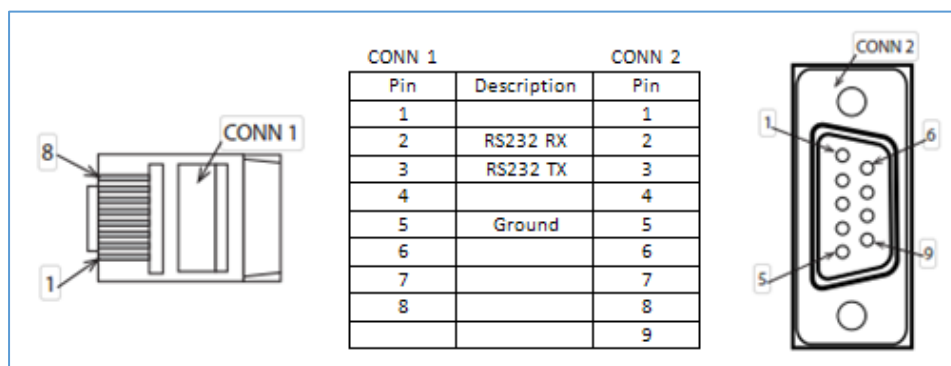 CONN 1 CONN 2
Pin Description Pin
1 1
2 RS232 RX 2
3 RS232 TX 3
4 4
5 Ground 5
6 6
7 7
8 8
9
8
CONN 1
1
CONN 2
1
6
5
9